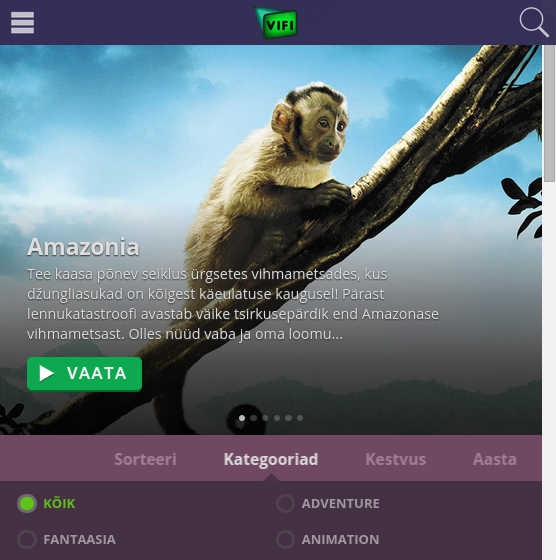 VIFI
Amazonia
Tee kaasa põnev seiklus ürgsetes vihmametsades, kus
džungliasukad on kõigest käeulatuse kaugusel! Pärast
lennukatastroofi avastab väike tsirkusepärdik end Amazonase
vihmametsast. Olles nüüd vaba ja oma loomu...
VAATA
Sorteeri Kategooriad Kestvus Aasta
KÕIK ADVENTURE
FANTAASIA ANIMATION